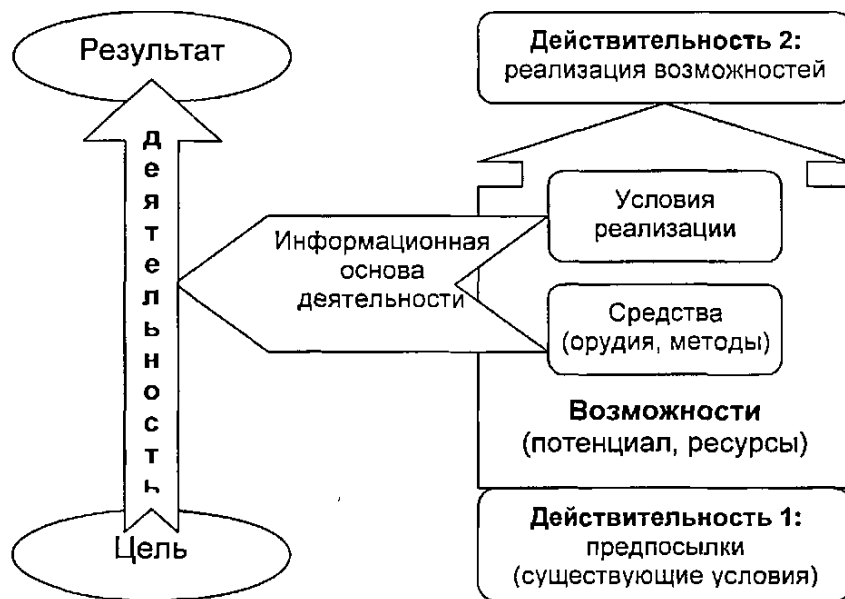 Результат
деятельность
Цель
Информационная
основа
деятельности
Действительность 2:
реализация возможностей
Условия
реализации
Средства
(орудия, методы)
Возможности
(потенциал, ресурсы)
Действительность 1:
предпосылки
(существующие условия)